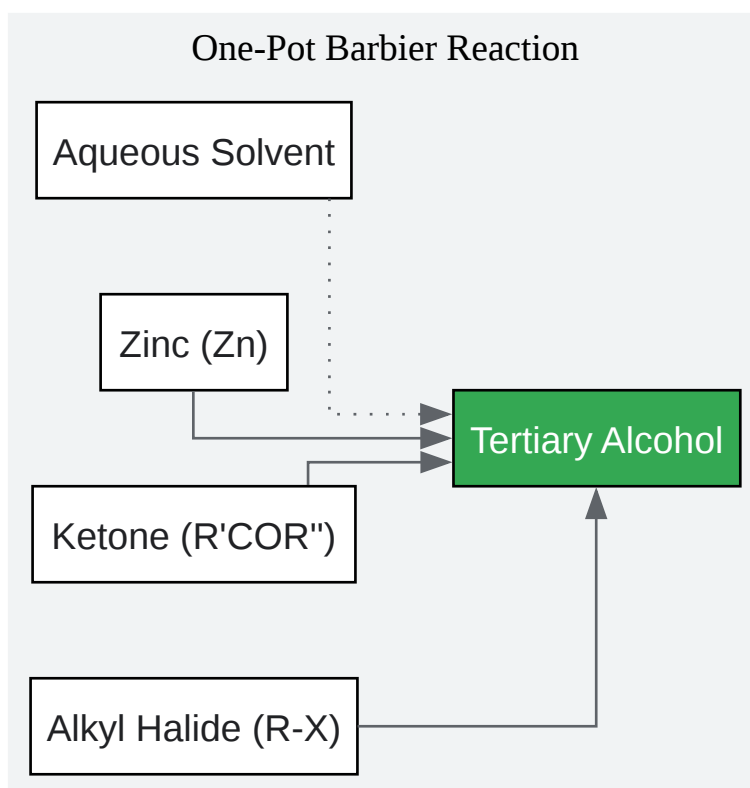 One-Pot Barbier Reaction
Aqueous Solvent
Zinc (Zn)
Tertiary Alcohol
Ketone (R'COR")
Alkyl Halide (R-X)